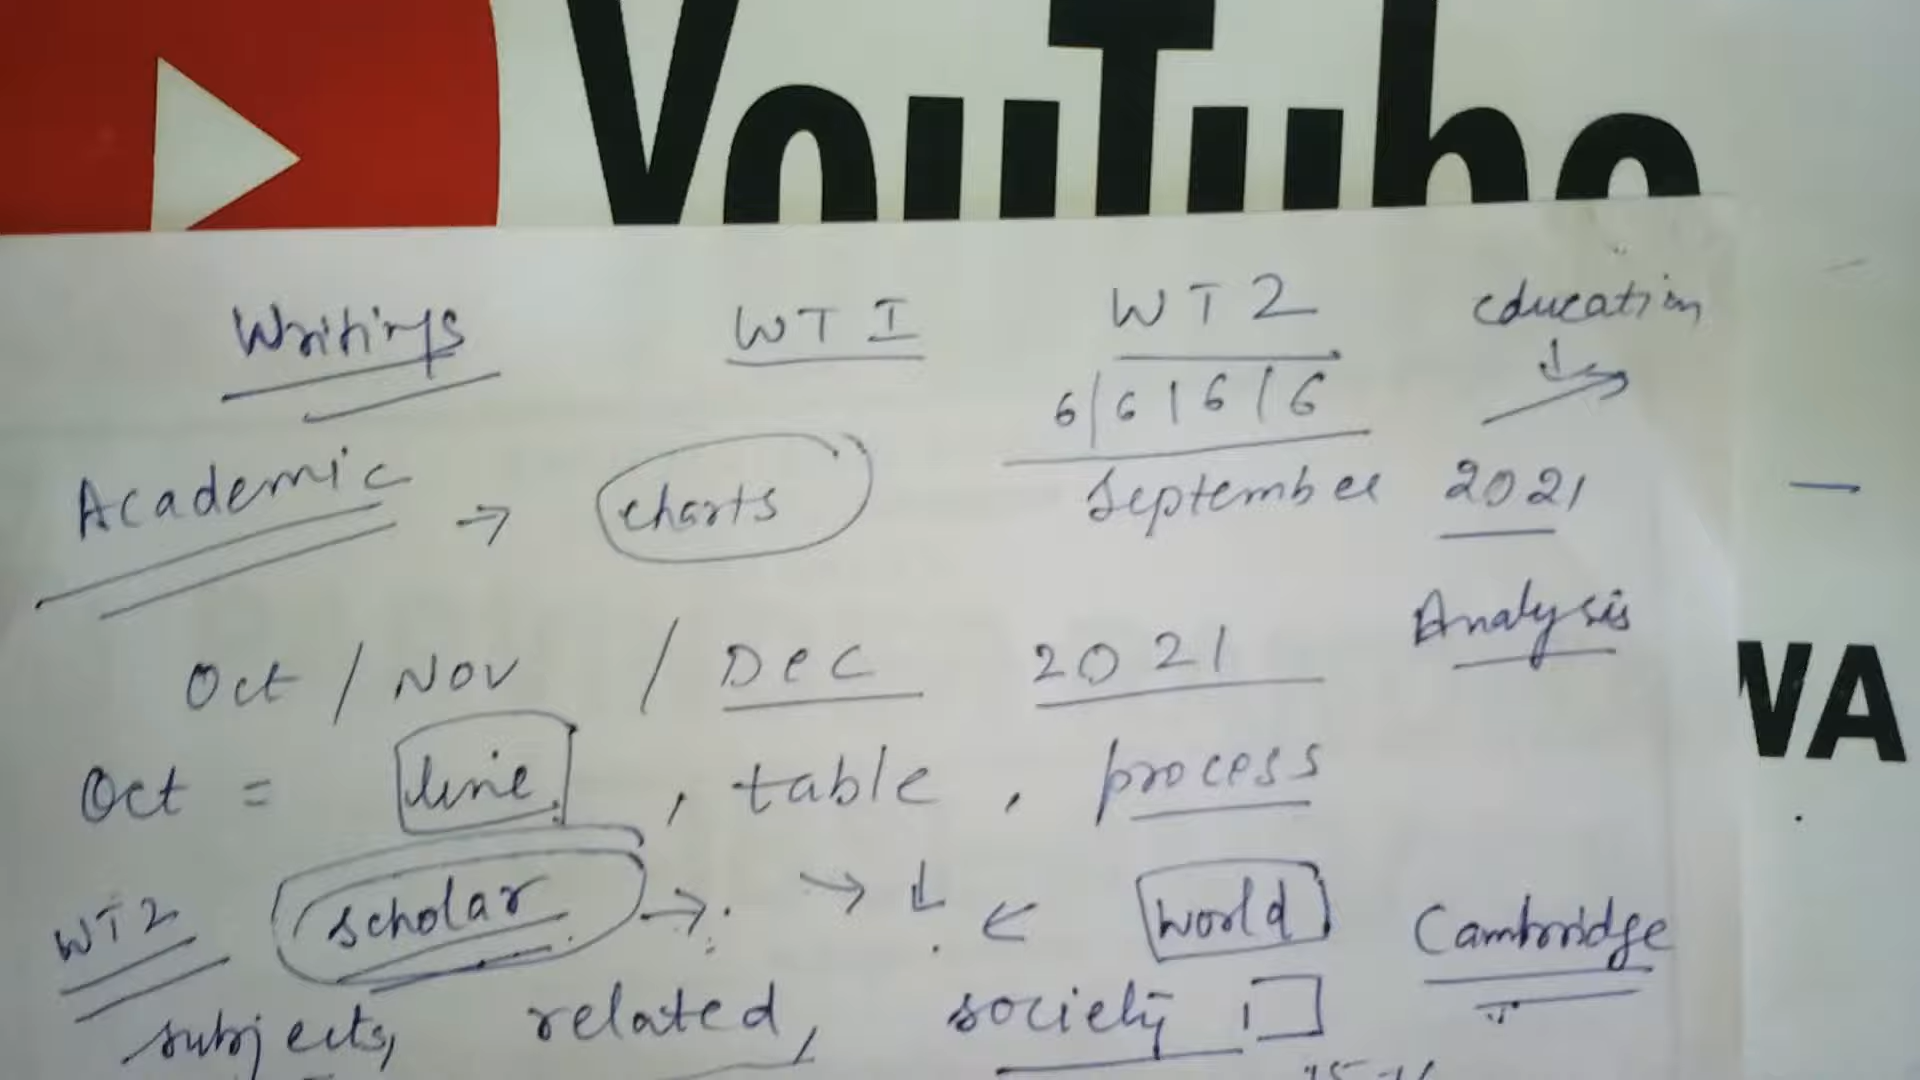 YouTube
Writings WT I WT 2 education
6/6/6/6
Academic → charts September 2021
Analysis
Oct / Nov / Dec 2021
VA
Oct = line, table, process
WT2 scholar → → ↓ ← world Cambridge
subjects, related, society